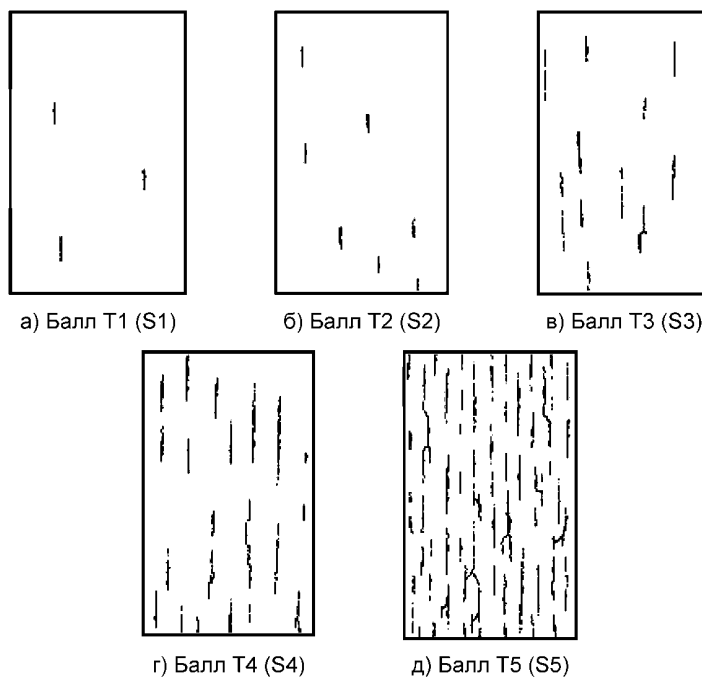 а) Балл Т1 (S1)
б) Балл Т2 (S2)
в) Балл Т3 (S3)
г) Балл Т4 (S4)
д) Балл Т5 (S5)